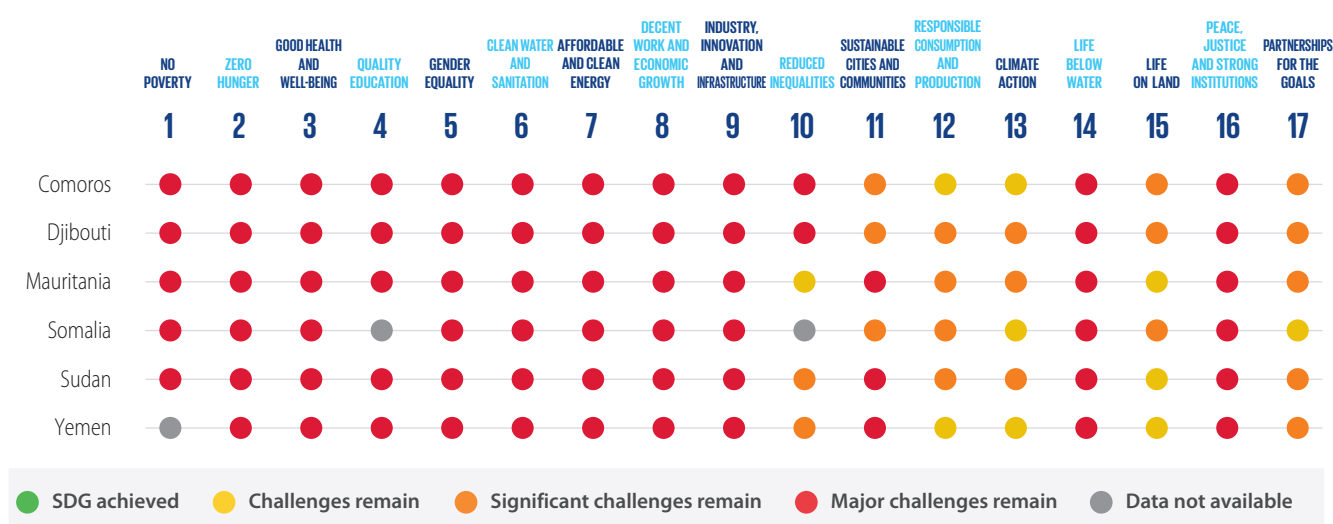 NO
POVERTY
ZERO
HUNGER
GOOD HEALTH
AND
WELL-BEING
QUALITY
EDUCATION
GENDER
EQUALITY
CLEAN WATER
AND
SANITATION
AFFORDABLE
AND CLEAN
ENERGY
DECENT
WORK AND
ECONOMIC
GROWTH
INDUSTRY,
INNOVATION
AND
INFRASTRUCTURE
REDUCED
INEQUALITIES
SUSTAINABLE
CITIES AND
COMMUNITIES
RESPONSIBLE
CONSUMPTION
AND
PRODUCTION
CLIMATE
ACTION
LIFE
BELOW
WATER
LIFE
ON LAND
PEACE,
JUSTICE
AND STRONG
INSTITUTIONS
PARTNERSHIPS
FOR THE
GOALS
1 2 3 4 5 6 7 8 9 10 11 12 13 14 15 16 17
Comoros
Djibouti
Mauritania
Somalia
Sudan
Yemen
SDG achieved Challenges remain Significant challenges remain Major challenges remain Data not available